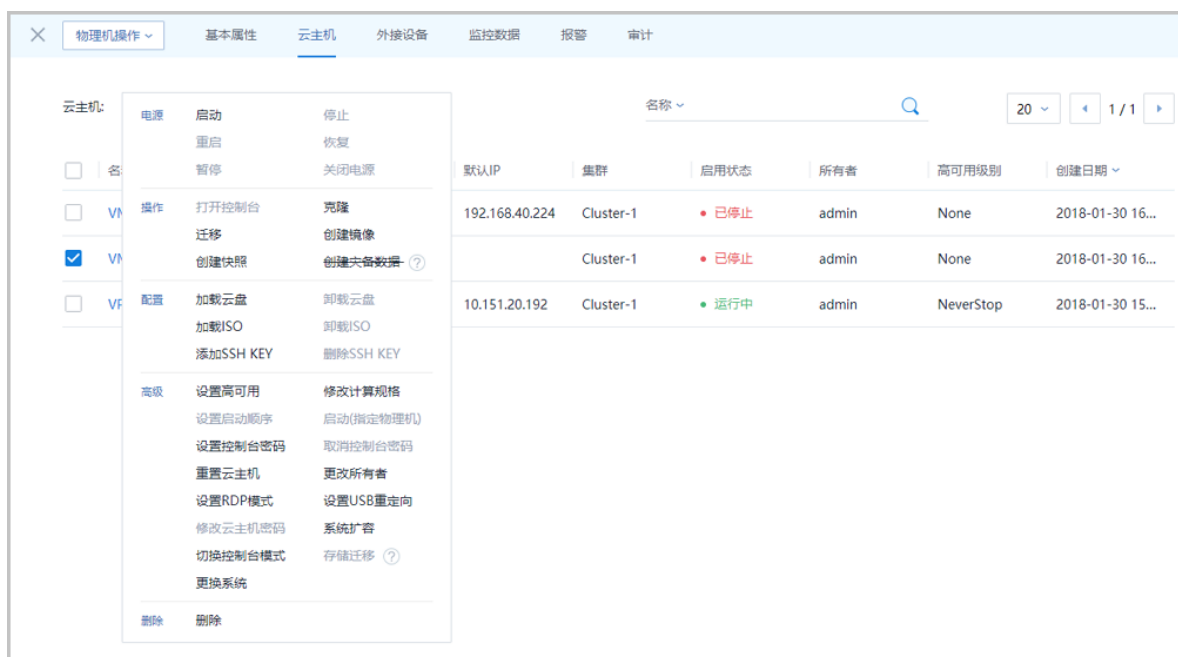 物理机操作 基本属性 云主机 外接设备 监控数据 报警 审计
云主机: 名称 20 1 / 1
电源 启动 停止
重启 恢复
暂停 关闭电源
名 默认IP 集群 启用状态 所有者 高可用级别 创建日期
操作 打开控制台 克隆
VM 192.168.40.224 Cluster-1 已停止 admin None 2018-01-30 16...
迁移 创建镜像
创建快照 创建灾备数据 ?
VM Cluster-1 已停止 admin None 2018-01-30 16...
配置 加载云盘 卸载云盘
VF 10.151.20.192 Cluster-1 运行中 admin NeverStop 2018-01-30 15...
加载ISO 卸载ISO
添加SSH KEY 删除SSH KEY
高级 设置高可用 修改计算规格
设置启动顺序 启动(指定物理机)
设置控制台密码 取消控制台密码
重置云主机 更改所有者
设置RDP模式 设置USB重定向
修改云主机密码 系统扩容
切换控制台模式 存储迁移 ?
更换系统
删除 删除